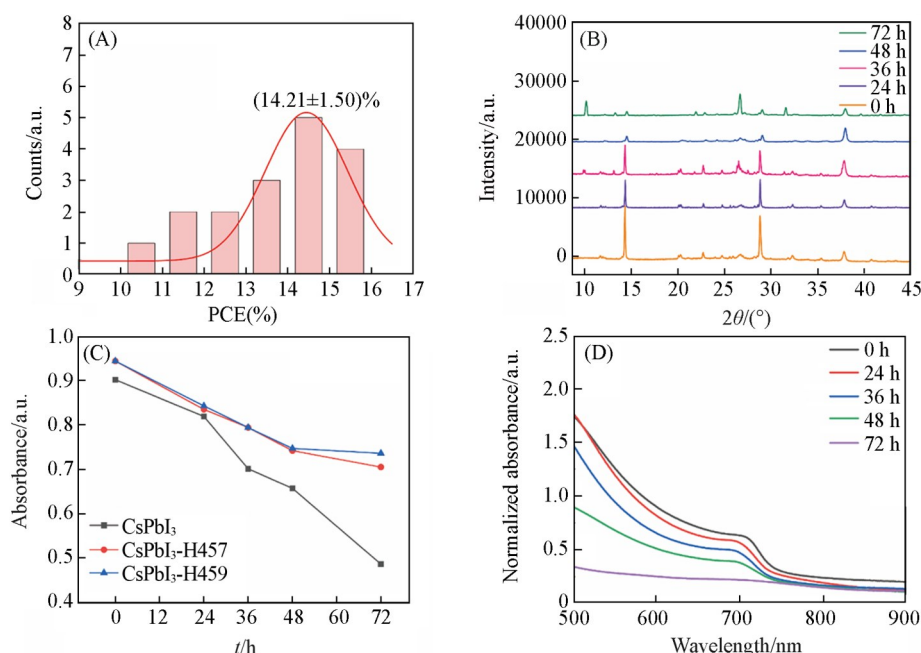 (A)
(14.21±1.50)%
Counts/a.u.
8
7
6
5
4
3
2
1
0
9 10 11 12 13 14 15 16 17
PCE(%)
(B)
72 h
48 h
36 h
24 h
0 h
Intensity/a.u.
40000
30000
20000
10000
0
10 15 20 25 30 35 40 45
2θ/(°)
(C)
Absorbance/a.u.
1.0
0.9
0.8
0.7
0.6
0.5
0.4
CsPbI₃
CsPbI₃-H457
CsPbI₃-H459
0 12 24 36 48 60 72
t/h
(D)
0 h
24 h
36 h
48 h
72 h
Normalized absorbance/a.u.
2.5
2.0
1.5
1.0
0.5
0
500 600 700 800 900
Wavelength/nm